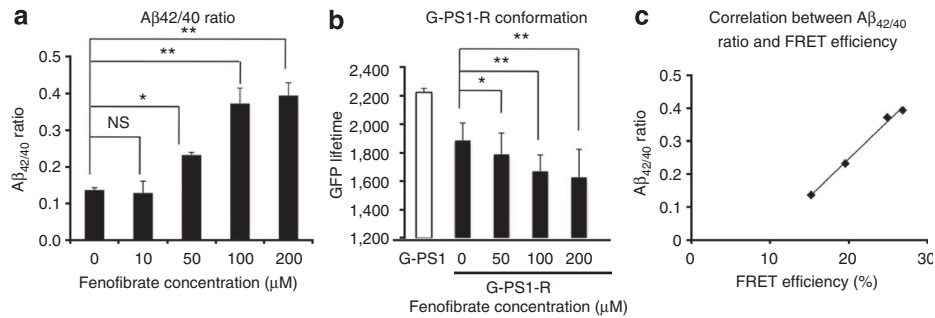 a
Aβ42/40 ratio
**
**
*
NS
0.5
0.4
0.3
0.2
0.1
0.0
Aβ42/40 ratio
0 10 50 100 200
Fenofibrate concentration (μM)
b
G-PS1-R conformation
**
**
*
2,400
2,200
2,000
1,800
1,600
1,400
1,200
GFP lifetime
G-PS1 0 50 100 200
G-PS1-R
Fenofibrate concentration (μM)
c
Correlation between Aβ42/40
ratio and FRET efficiency
0.5
0.4
0.3
0.2
0.1
0
Aβ42/40 ratio
0 10 20 30
FRET efficiency (%)